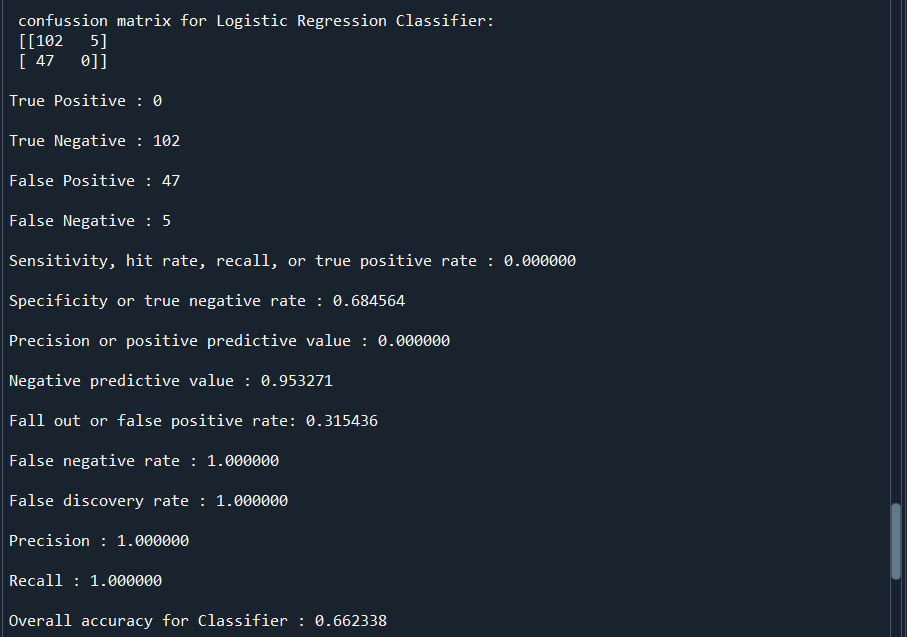 confussion matrix for Logistic Regression Classifier:
[[102   5]
[ 47   0]]
True Positive : 0
True Negative : 102
False Positive : 47
False Negative : 5
Sensitivity, hit rate, recall, or true positive rate : 0.000000
Specificity or true negative rate : 0.684564
Precision or positive predictive value : 0.000000
Negative predictive value : 0.953271
Fall out or false positive rate: 0.315436
False negative rate : 1.000000
False discovery rate : 1.000000
Precision : 1.000000
Recall : 1.000000
Overall accuracy for Classifier : 0.662338